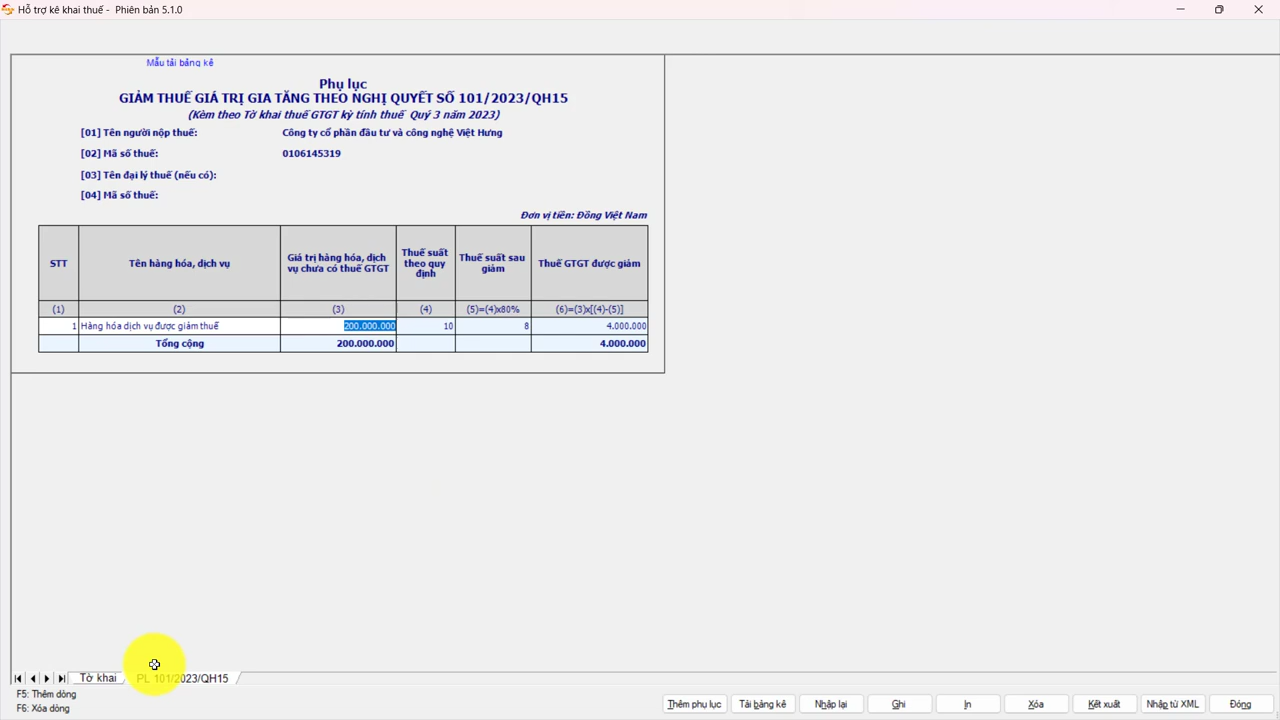 Hỗ trợ kê khai thuế - Phiên bản 5.1.0
Mẫu tải bảng kê
Phụ lục
GIẢM THUẾ GIÁ TRỊ GIA TĂNG THEO NGHỊ QUYẾT SỐ 101/2023/QH15
(Kèm theo Tờ khai thuế GTGT kỳ tính thuế Quý 3 năm 2023)
[01] Tên người nộp thuế: Công ty cổ phần đầu tư và công nghệ Việt Hưng
[02] Mã số thuế: 0106145319
[03] Tên đại lý thuế (nếu có):
[04] Mã số thuế:
Đơn vị tiền: Đồng Việt Nam
STT Tên hàng hóa, dịch vụ Giá trị hàng hóa, dịch vụ chưa có thuế GTGT Thuế suất theo quy định Thuế suất sau giảm Thuế GTGT được giảm
(1) (2) (3) (4) (5)=(4)x80% (6)=(3)x[(4)-(5)]
1 Hàng hóa dịch vụ được giảm thuế 200.000.000 10 8 4.000.000
Tổng cộng 200.000.000 4.000.000
Tờ khai PL 101/2023/QH15
F5: Thêm dòng
F6: Xóa dòng
Thêm phụ lục Tải bảng kê Nhập lại Ghi In Xóa Kết xuất Nhập từ XML Đóng